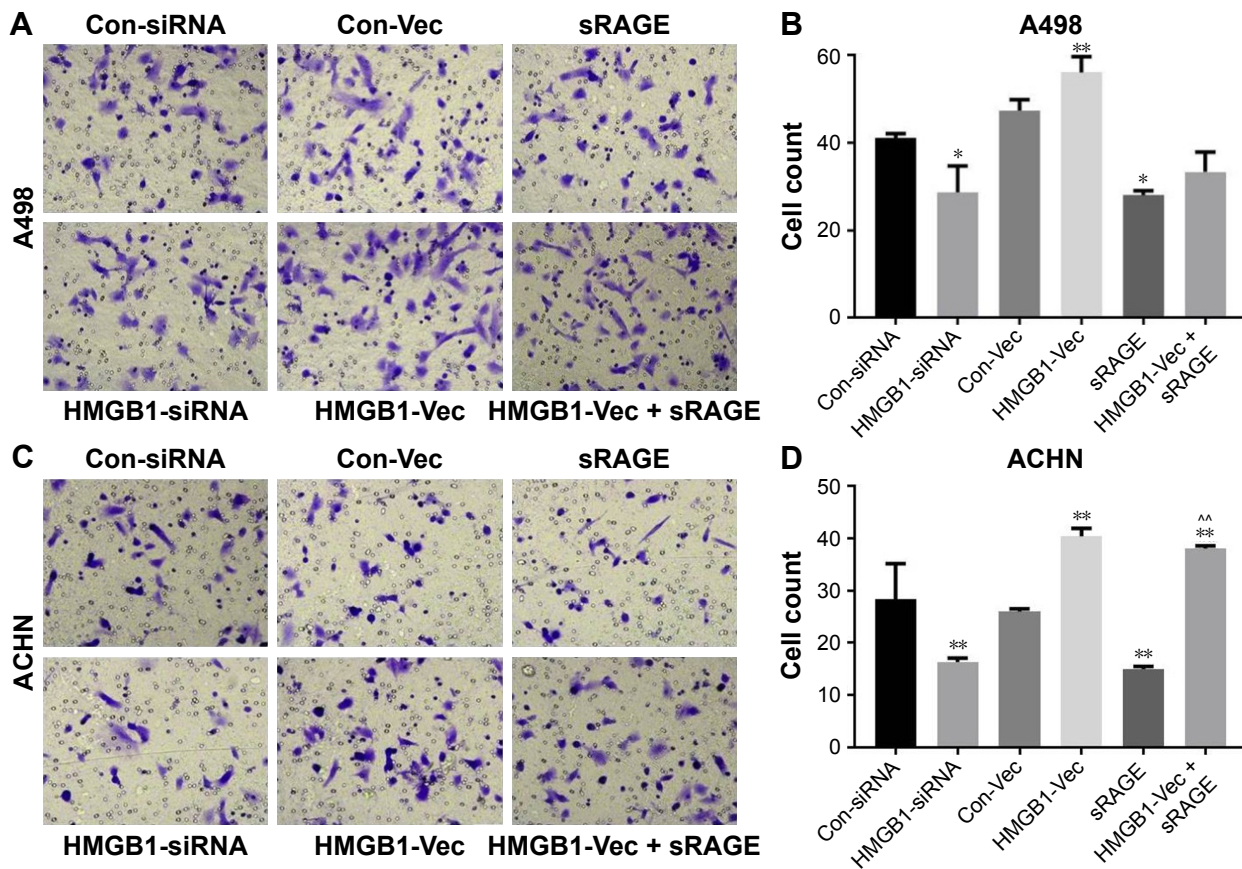 A
Con-siRNA
Con-Vec
sRAGE
A498
HMGB1-siRNA
HMGB1-Vec
HMGB1-Vec + sRAGE
B
A498
Cell count
60
40
20
0
**
*
*
Con-siRNA
HMGB1-siRNA
Con-Vec
HMGB1-Vec
sRAGE
HMGB1-Vec +
sRAGE
C
Con-siRNA
Con-Vec
sRAGE
ACHN
HMGB1-siRNA
HMGB1-Vec
HMGB1-Vec + sRAGE
D
ACHN
Cell count
50
40
30
20
10
0
**
**
**
^^
**
Con-siRNA
HMGB1-siRNA
Con-Vec
HMGB1-Vec
sRAGE
HMGB1-Vec +
sRAGE